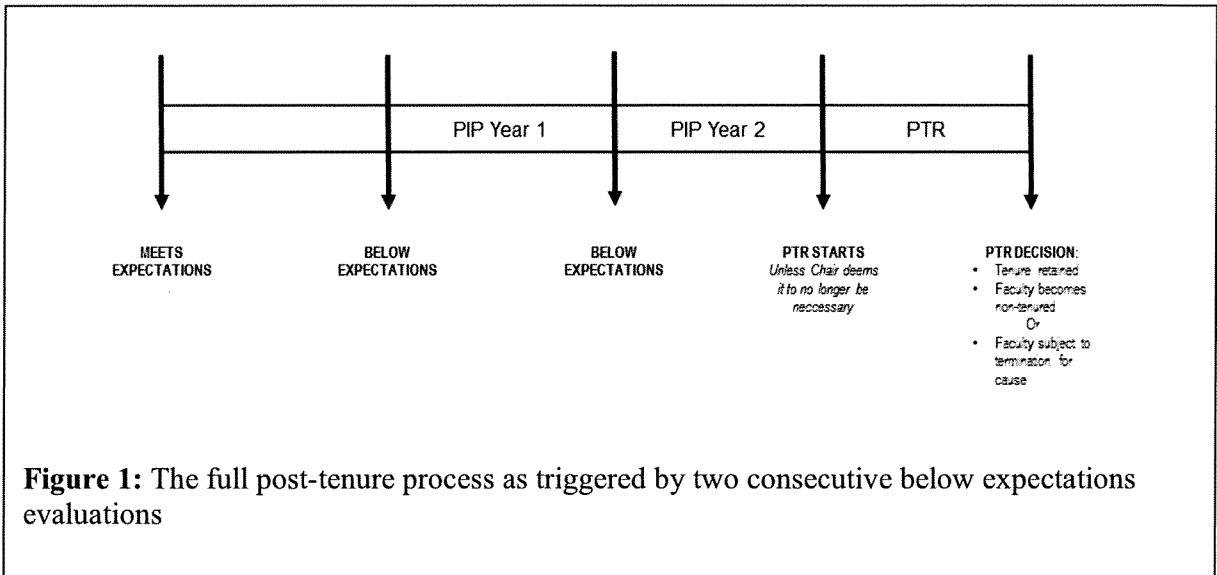 PIP Year 1
PIP Year 2
PTR
MEETS
EXPECTATIONS
BELOW
EXPECTATIONS
BELOW
EXPECTATIONS
PTR STARTS
Unless Chair deems
it to no longer be
neccessary
PTR DECISION:
• Tenure retained
• Faculty becomes
non-tenured
Or
• Faculty subject to
termination for
cause
Figure 1: The full post-tenure process as triggered by two consecutive below expectations
evaluations